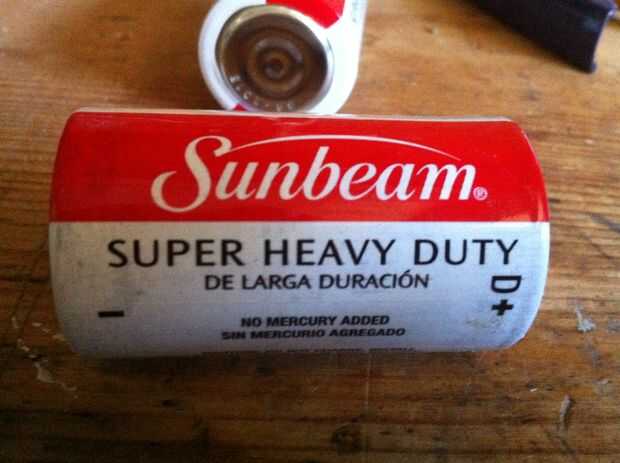 Sunbeam®
SUPER HEAVY DUTY
DE LARGA DURACIÓN
D+
-
NO MERCURY ADDED
SIN MERCURIO AGREGADO